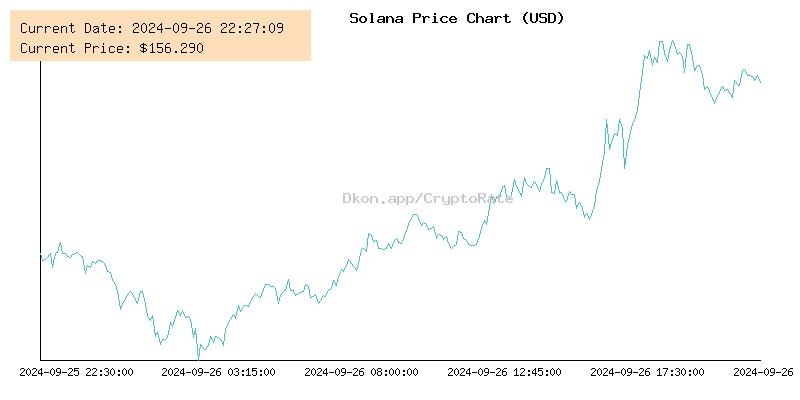 Solana Price Chart (USD)
Current Date: 2024-09-26 22:27:09
Current Price: $156.290
Dkon.app/CryptoRate
2024-09-25 22:30:00 2024-09-26 03:15:00 2024-09-26 08:00:00 2024-09-26 12:45:00 2024-09-26 17:30:00 2024-09-26